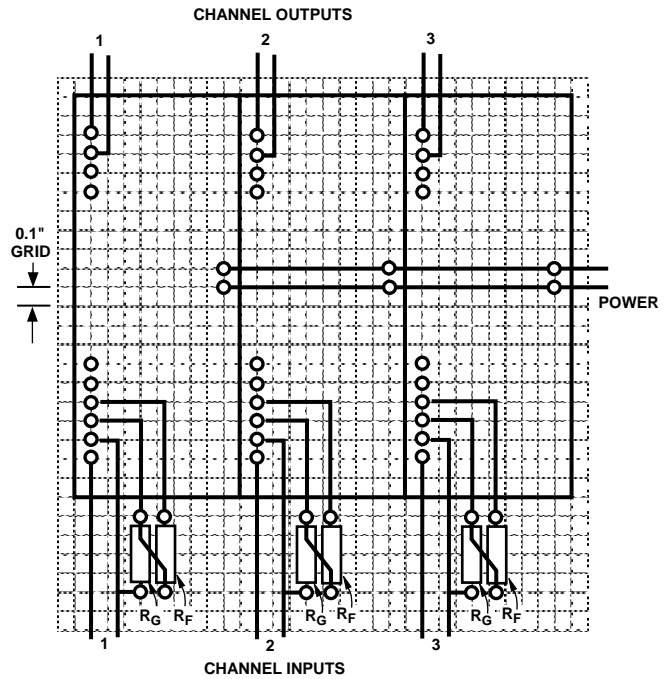 CHANNEL OUTPUTS
1 2 3
0.1"
GRID
POWER
RG RF RG RF RG RF
1 2 3
CHANNEL INPUTS